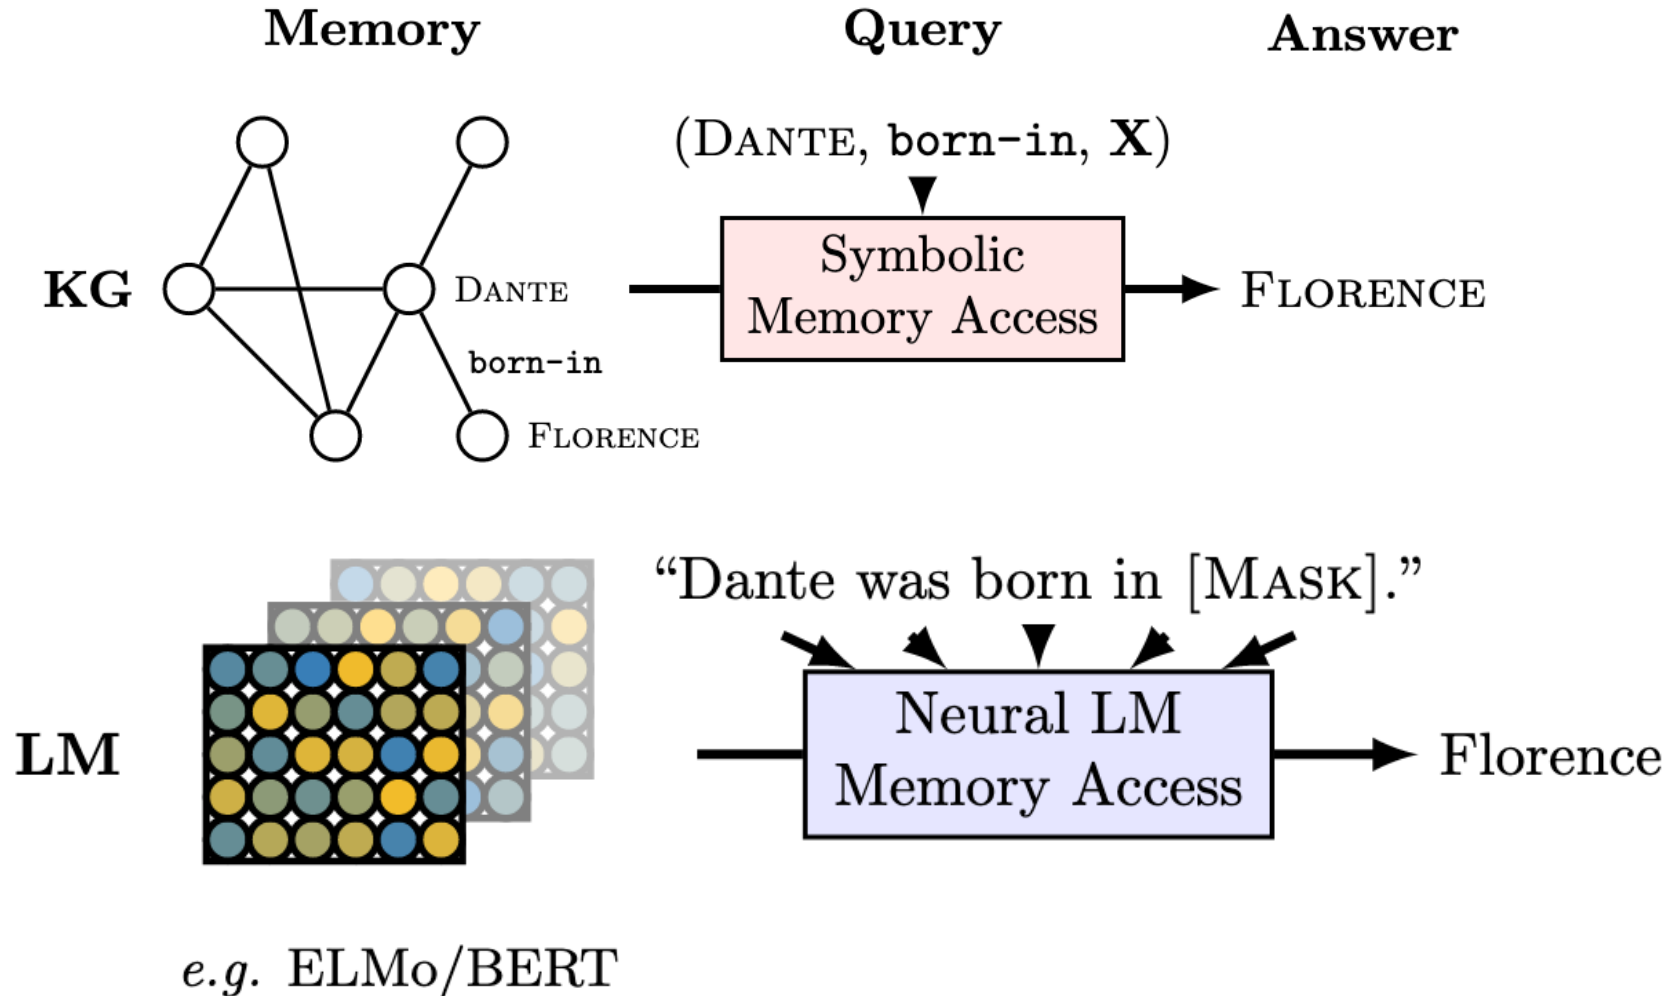 Memory Query Answer
(DANTE, born-in, X)
Symbolic
Memory Access
KG
DANTE
FLORENCE
born-in
FLORENCE
“Dante was born in [MASK].”
Neural LM
Memory Access
LM
Florence
e.g. ELMo/BERT